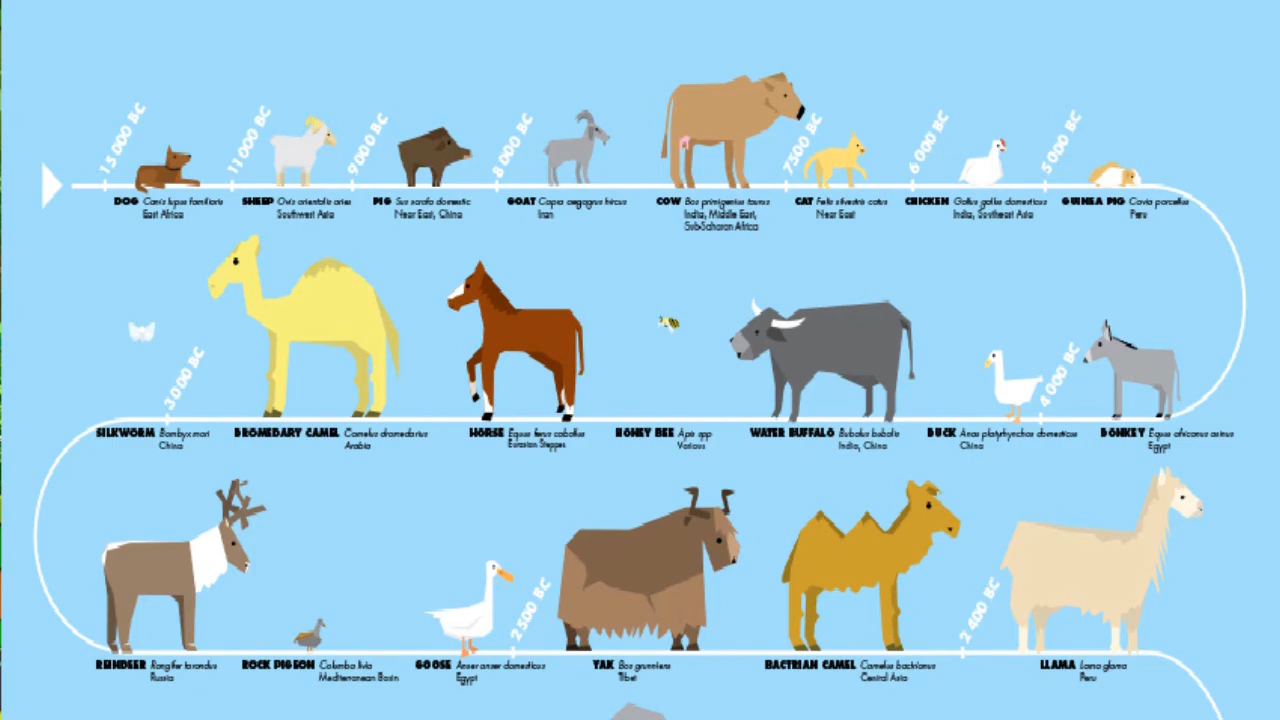 15 000 BC
11 000 BC
9 000 BC
8 000 BC
7500 BC
6 000 BC
5 000 BC
DOG Canis lupus familiaris
East Africa
SHEEP Ovis orientalis aries
Southwest Asia
PIG Sus scrofa domestic
Near East, China
GOAT Capra aegagrus hircus
Iran
COW Bos primigenius taurus
India, Middle East,
Sub-Saharan Africa
CAT Felis silvestris catus
Near East
CHICKEN Gallus gallus domesticus
India, Southeast Asia
GUINEA PIG Cavia porcellus
Peru
3 000 BC
4 000 BC
SILKWORM Bombyx mori
China
DROMEDARY CAMEL Camelus dromedarius
Arabia
HORSE Equus ferus caballus
Eurasian Steppes
HONEY BEE Apis spp
Various
WATER BUFFALO Bubalus bubalis
India, China
DUCK Anas platyrhynchos domesticus
China
DONKEY Equus africanus asinus
Egypt
2500 BC
2 400 BC
REINDEER Rangifer tarandus
Russia
ROCK PIGEON Columba livia
Mediterranean Basin
GOOSE Anser anser domesticus
Egypt
YAK Bos grunniens
Tibet
BACTRIAN CAMEL Camelus bactrianus
Central Asia
LLAMA Lama glama
Peru